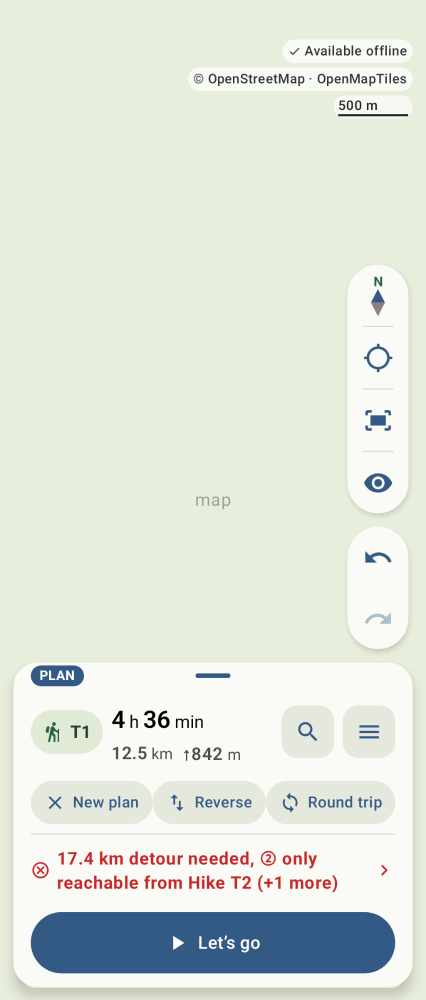 Available offline
© OpenStreetMap · OpenMapTiles
500 m
N
map
PLAN
T1
4 h 36 min
12.5 km ↑842 m
New plan
Reverse
Round trip
17.4 km detour needed, ② only
reachable from Hike T2 (+1 more)
Let's go